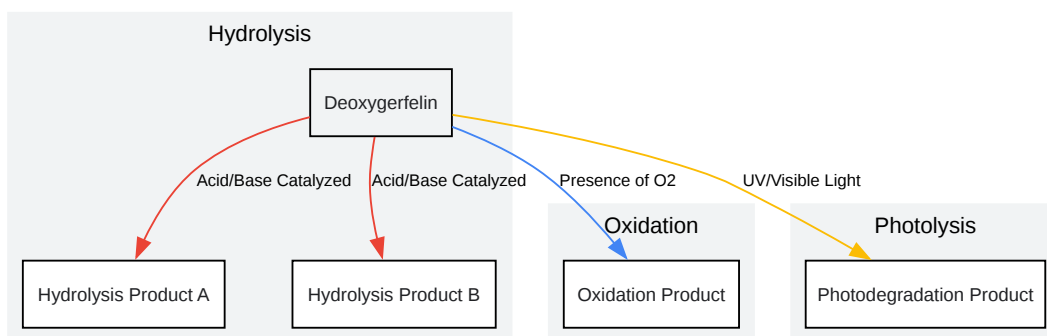 Hydrolysis
Deoxygerfelin
Acid/Base Catalyzed
Acid/Base Catalyzed
Presence of O2
UV/Visible Light
Oxidation
Photolysis
Hydrolysis Product A
Hydrolysis Product B
Oxidation Product
Photodegradation Product